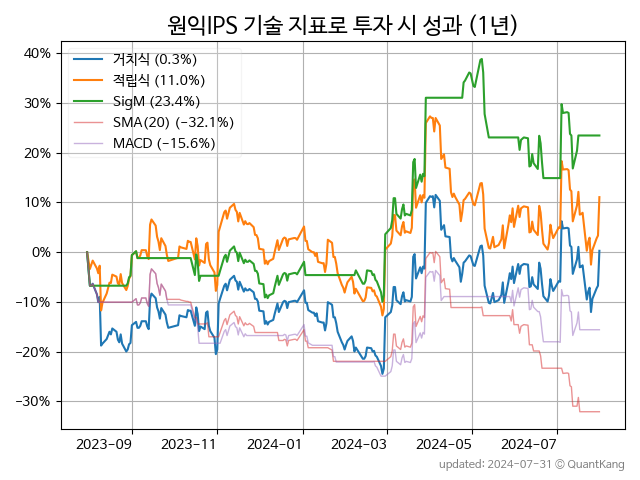 원익IPS 기술 지표로 투자 시 성과 (1년)
거치식 (0.3%)
적립식 (11.0%)
SigM (23.4%)
SMA(20) (−32.1%)
MACD (−15.6%)
40%
30%
20%
10%
0%
−10%
−20%
−30%
2023-09 2023-11 2024-01 2024-03 2024-05 2024-07
updated: 2024-07-31 © QuantKang